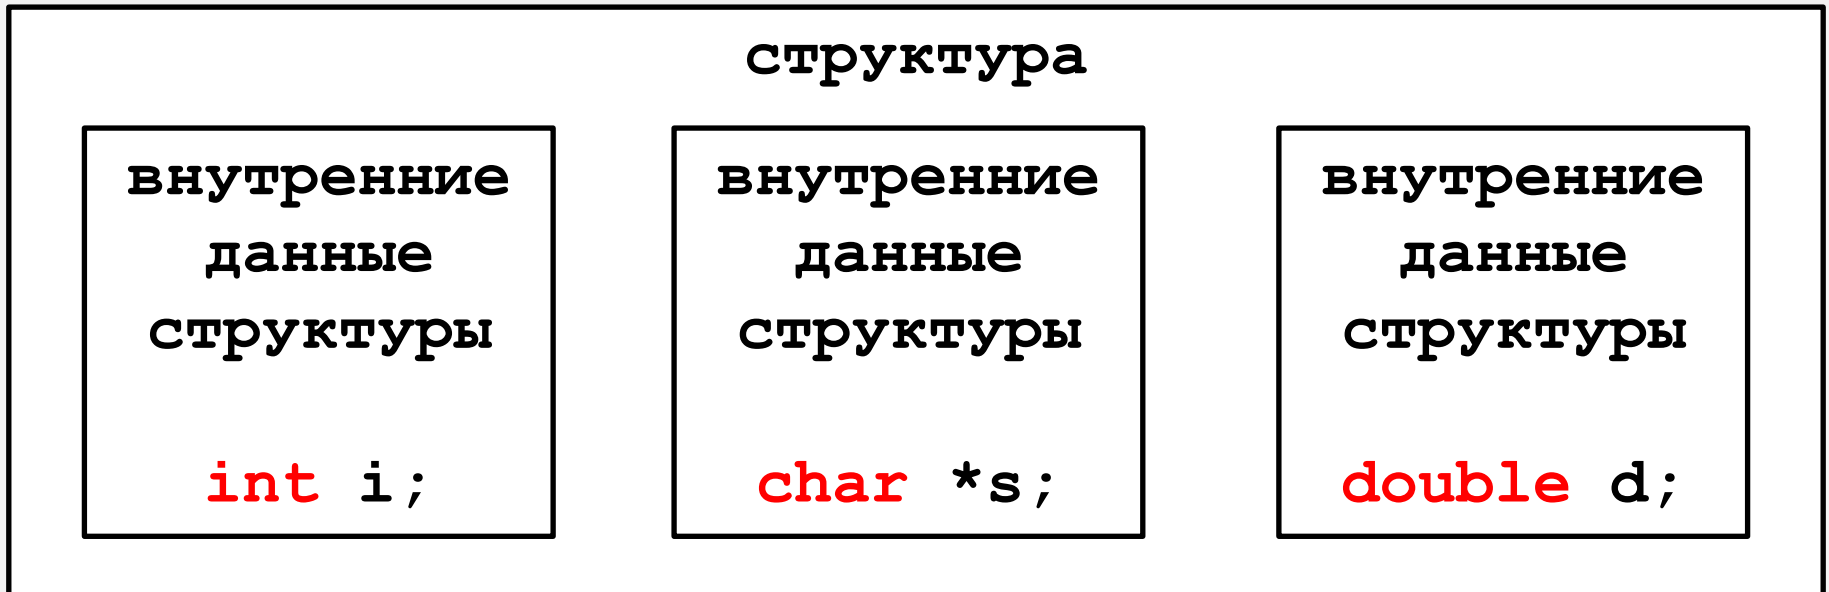 структура
внутренние
данные
структуры
int i;
внутренние
данные
структуры
char *s;
внутренние
данные
структуры
double d;